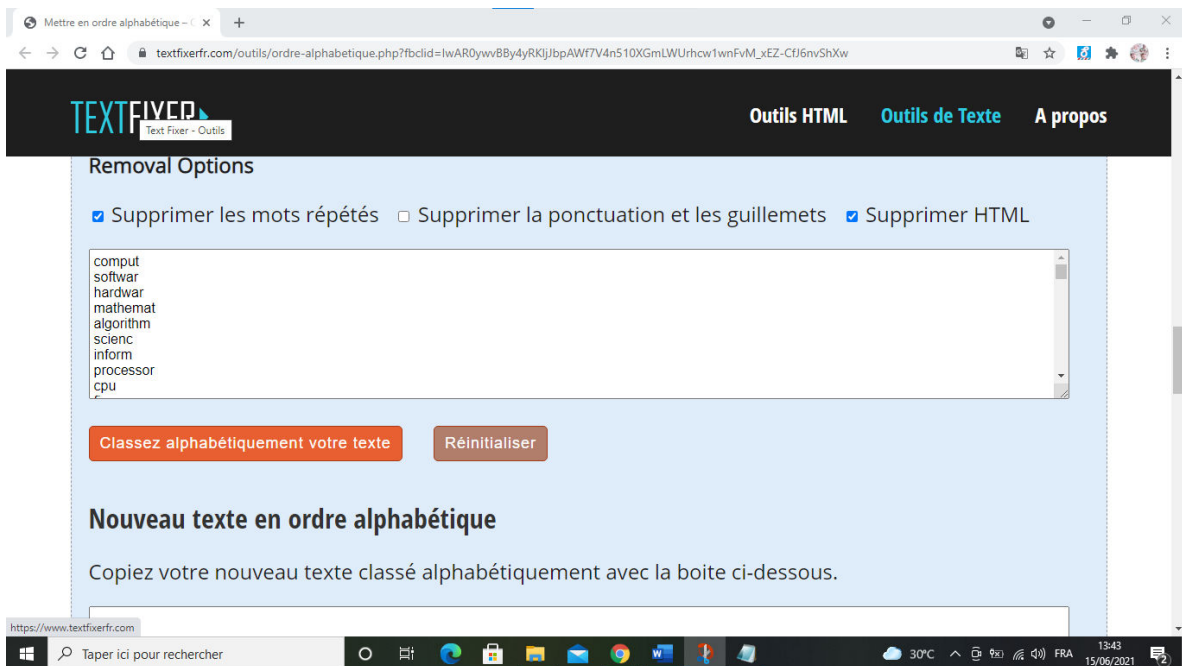 Mettre en ordre alphabétique –
textfixerfr.com/outils/ordre-alphabetique.php?fbclid=IwAR0ywvBBy4yRKIjJbpAWf7V4n510XGmLWUrhcw1wnFvM_xEZ-CfJ6nvShXw
TEXTFIXER
Text Fixer - Outils
Outils HTML Outils de Texte A propos
Removal Options
Supprimer les mots répétés Supprimer la ponctuation et les guillemets Supprimer HTML
comput
softwar
hardwar
mathemat
algorithm
scienc
inform
processor
cpu
Classez alphabétiquement votre texte Réinitialiser
Nouveau texte en ordre alphabétique
Copiez votre nouveau texte classé alphabétiquement avec la boite ci-dessous.
https://www.textfixerfr.com
Taper ici pour rechercher
30°C FRA
13:43
15/06/2021